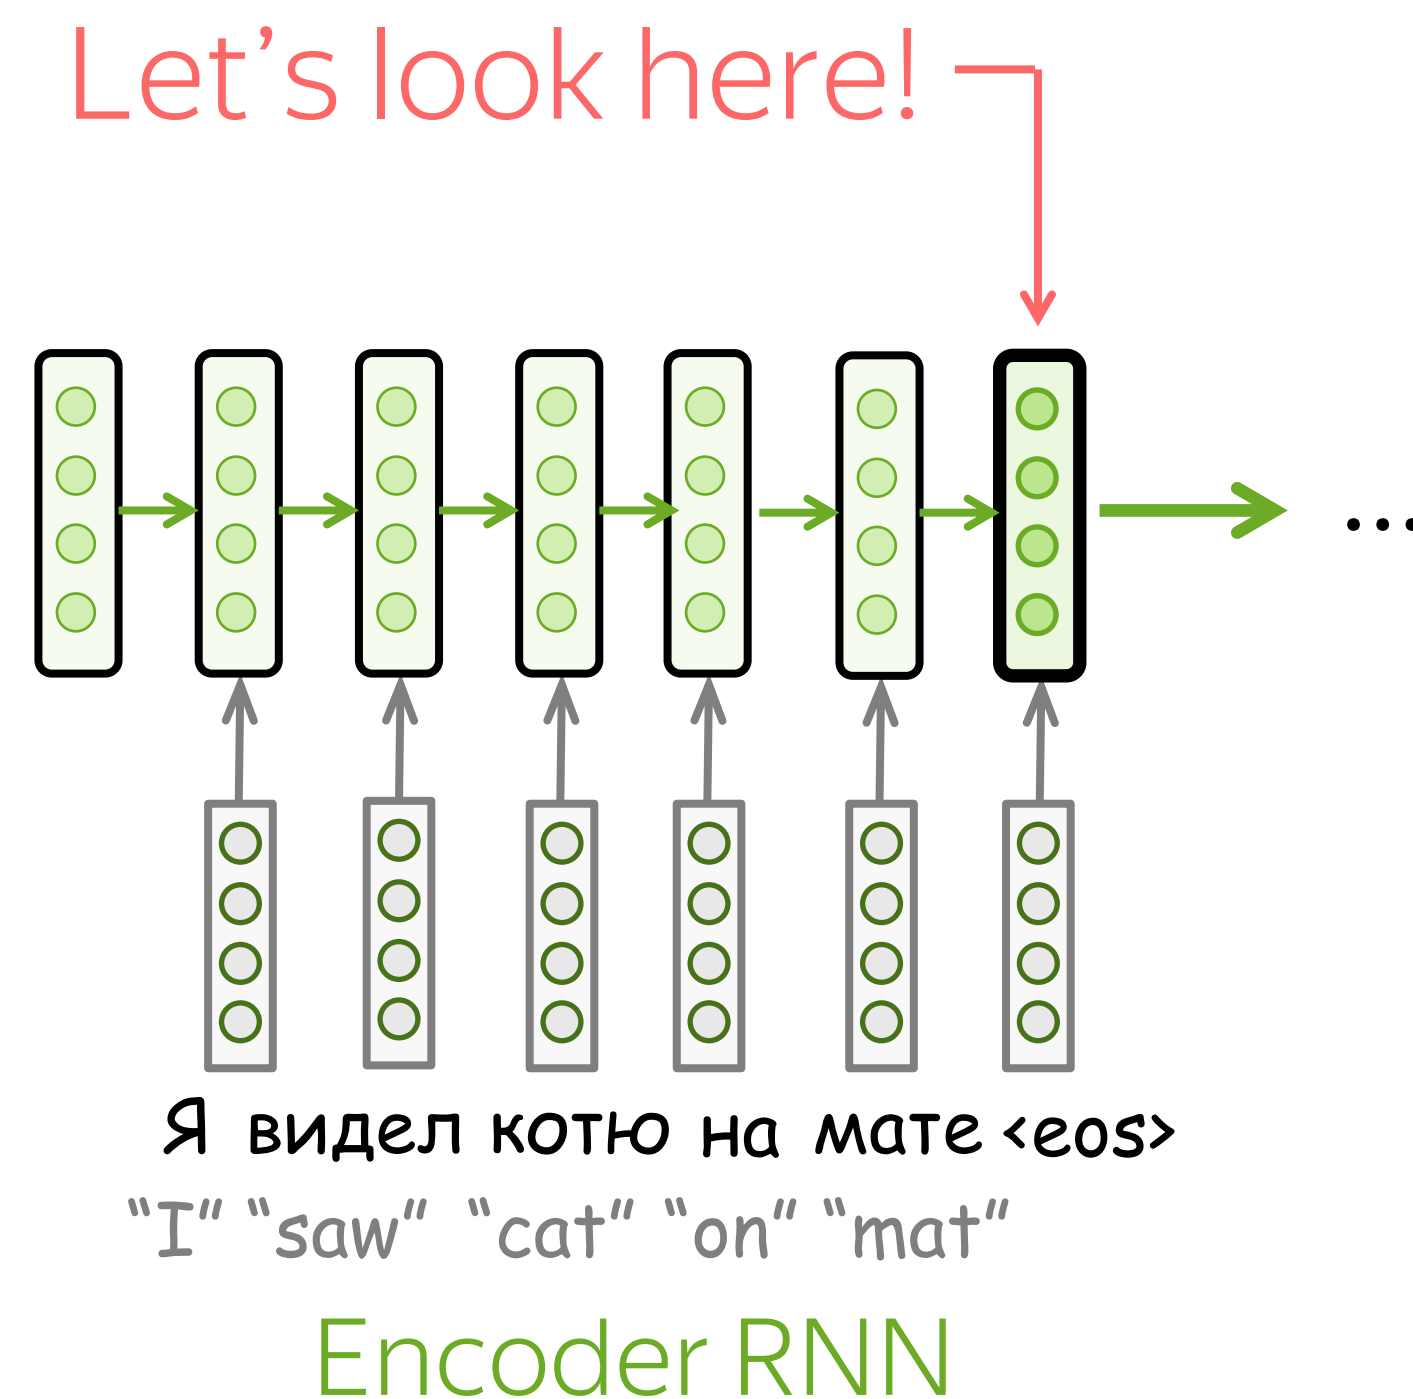 Let’s look here!
...
Я видел котю на мате <eos>
“I” “saw” “cat” “on” “mat”
Encoder RNN